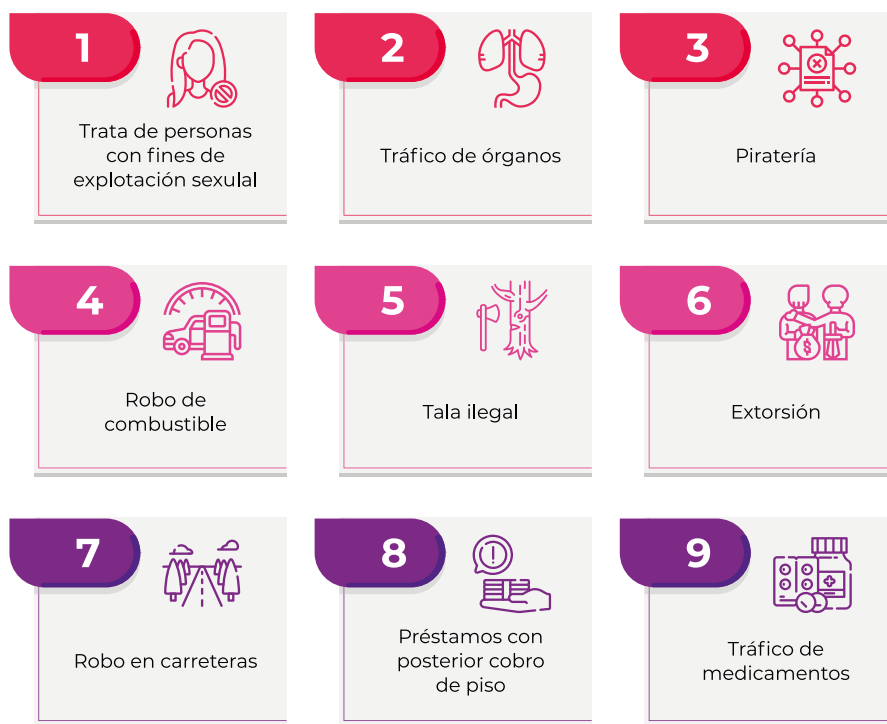 1
Trata de personas
con fines de
explotación sexulal
2
Tráfico de órganos
3
Piratería
4
Robo de
combustible
5
Tala ilegal
6
$
Extorsión
7
Robo en carreteras
8
Préstamos con
posterior cobro
de piso
9
Tráfico de
medicamentos